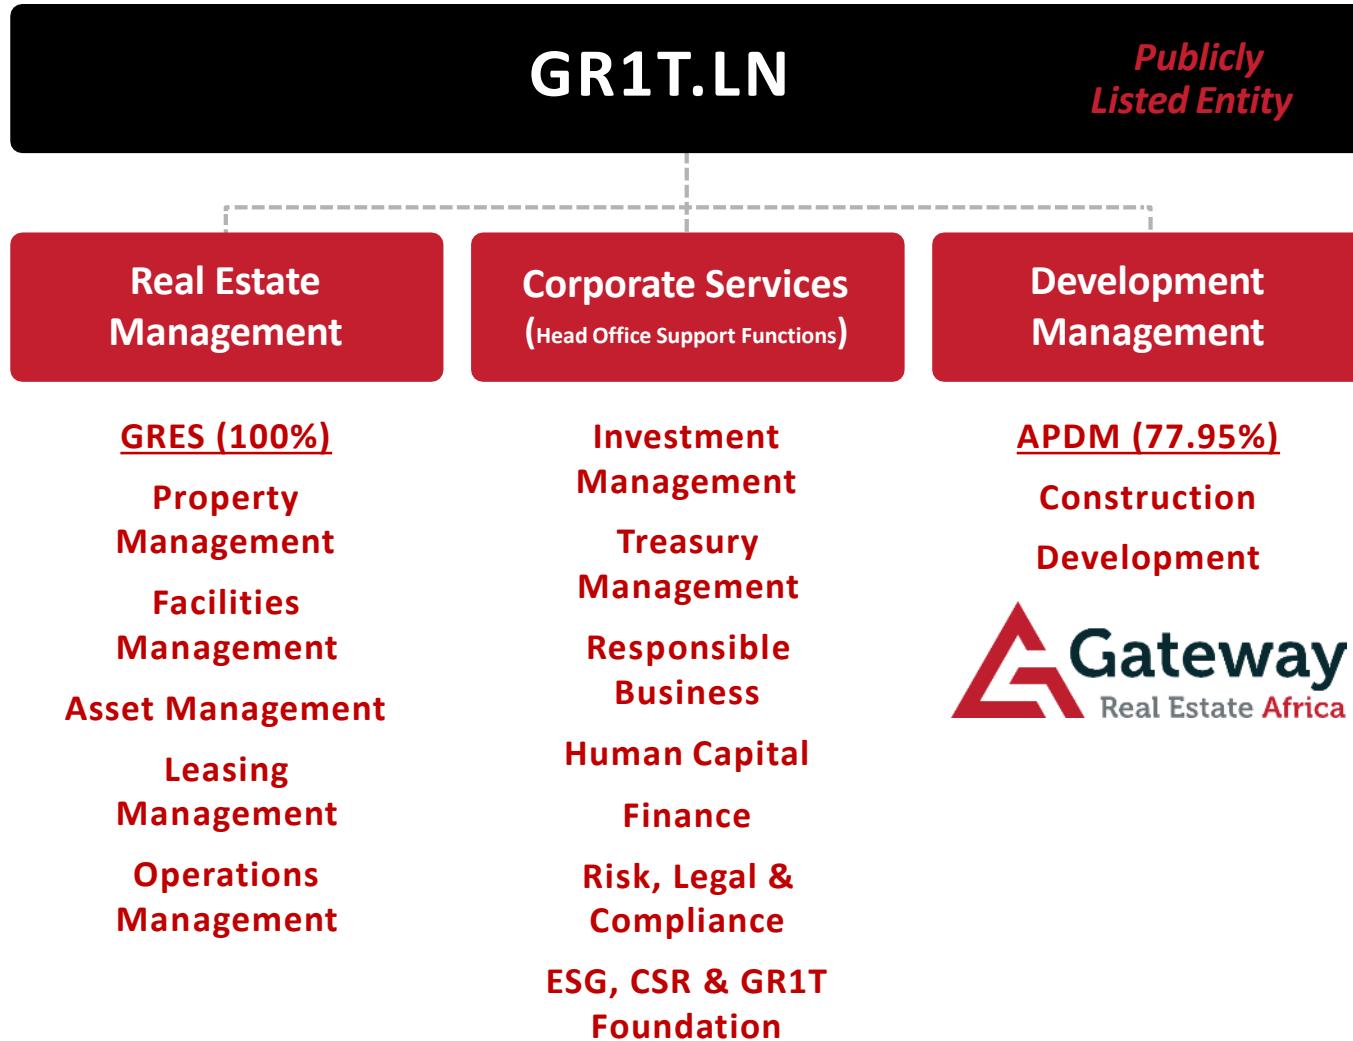 GR1T.LN
Publicly
Listed Entity
Real Estate
Management
GRES (100%)
Property
Management
Facilities
Management
Asset Management
Leasing
Management
Operations
Management
Corporate Services
(Head Office Support Functions)
Investment
Management
Treasury
Management
Responsible
Business
Human Capital
Finance
Risk, Legal &
Compliance
ESG, CSR & GR1T
Foundation
Development
Management
APDM (77.95%)
Construction
Development
Gateway
Real Estate Africa